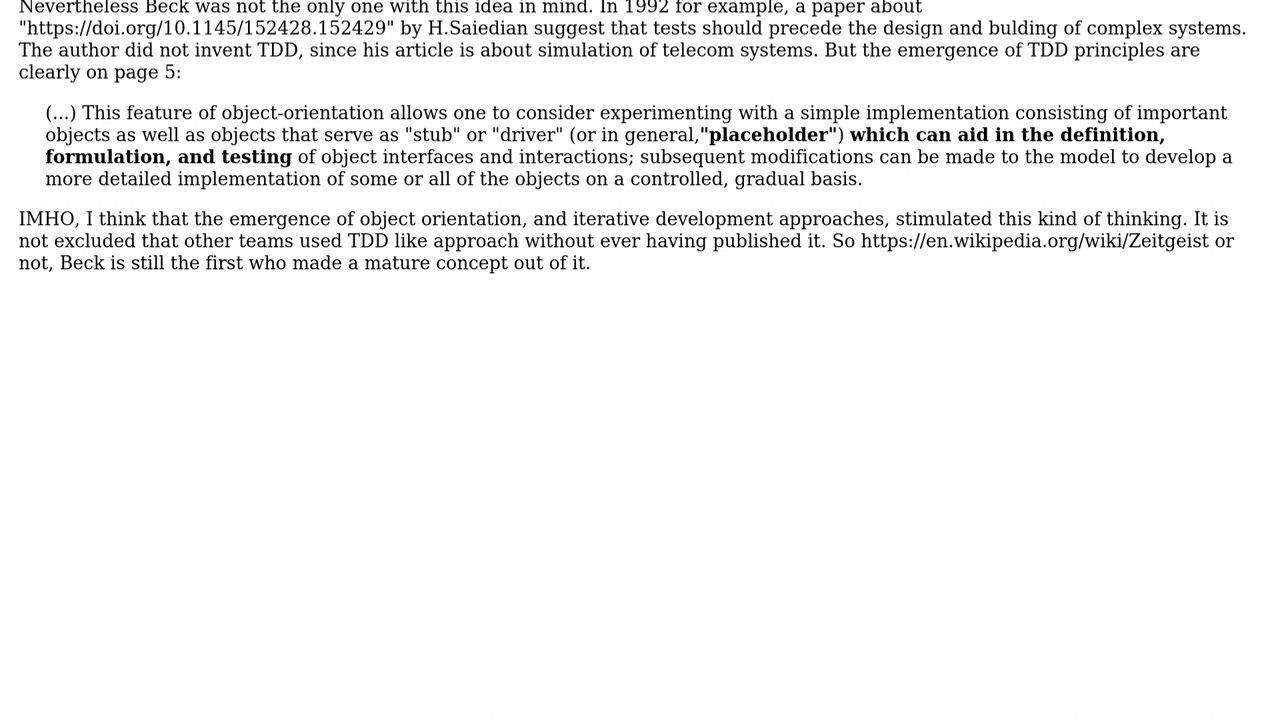 Nevertheless Beck was not the only one with this idea in mind. In 1992 for example, a paper about
"https://doi.org/10.1145/152428.152429" by H.Saiedian suggest that tests should precede the design and bulding of complex systems.
The author did not invent TDD, since his article is about simulation of telecom systems. But the emergence of TDD principles are
clearly on page 5:
(...) This feature of object-orientation allows one to consider experimenting with a simple implementation consisting of important
objects as well as objects that serve as "stub" or "driver" (or in general,"placeholder") which can aid in the definition,
formulation, and testing of object interfaces and interactions; subsequent modifications can be made to the model to develop a
more detailed implementation of some or all of the objects on a controlled, gradual basis.
IMHO, I think that the emergence of object orientation, and iterative development approaches, stimulated this kind of thinking. It is
not excluded that other teams used TDD like approach without ever having published it. So https://en.wikipedia.org/wiki/Zeitgeist or
not, Beck is still the first who made a mature concept out of it.